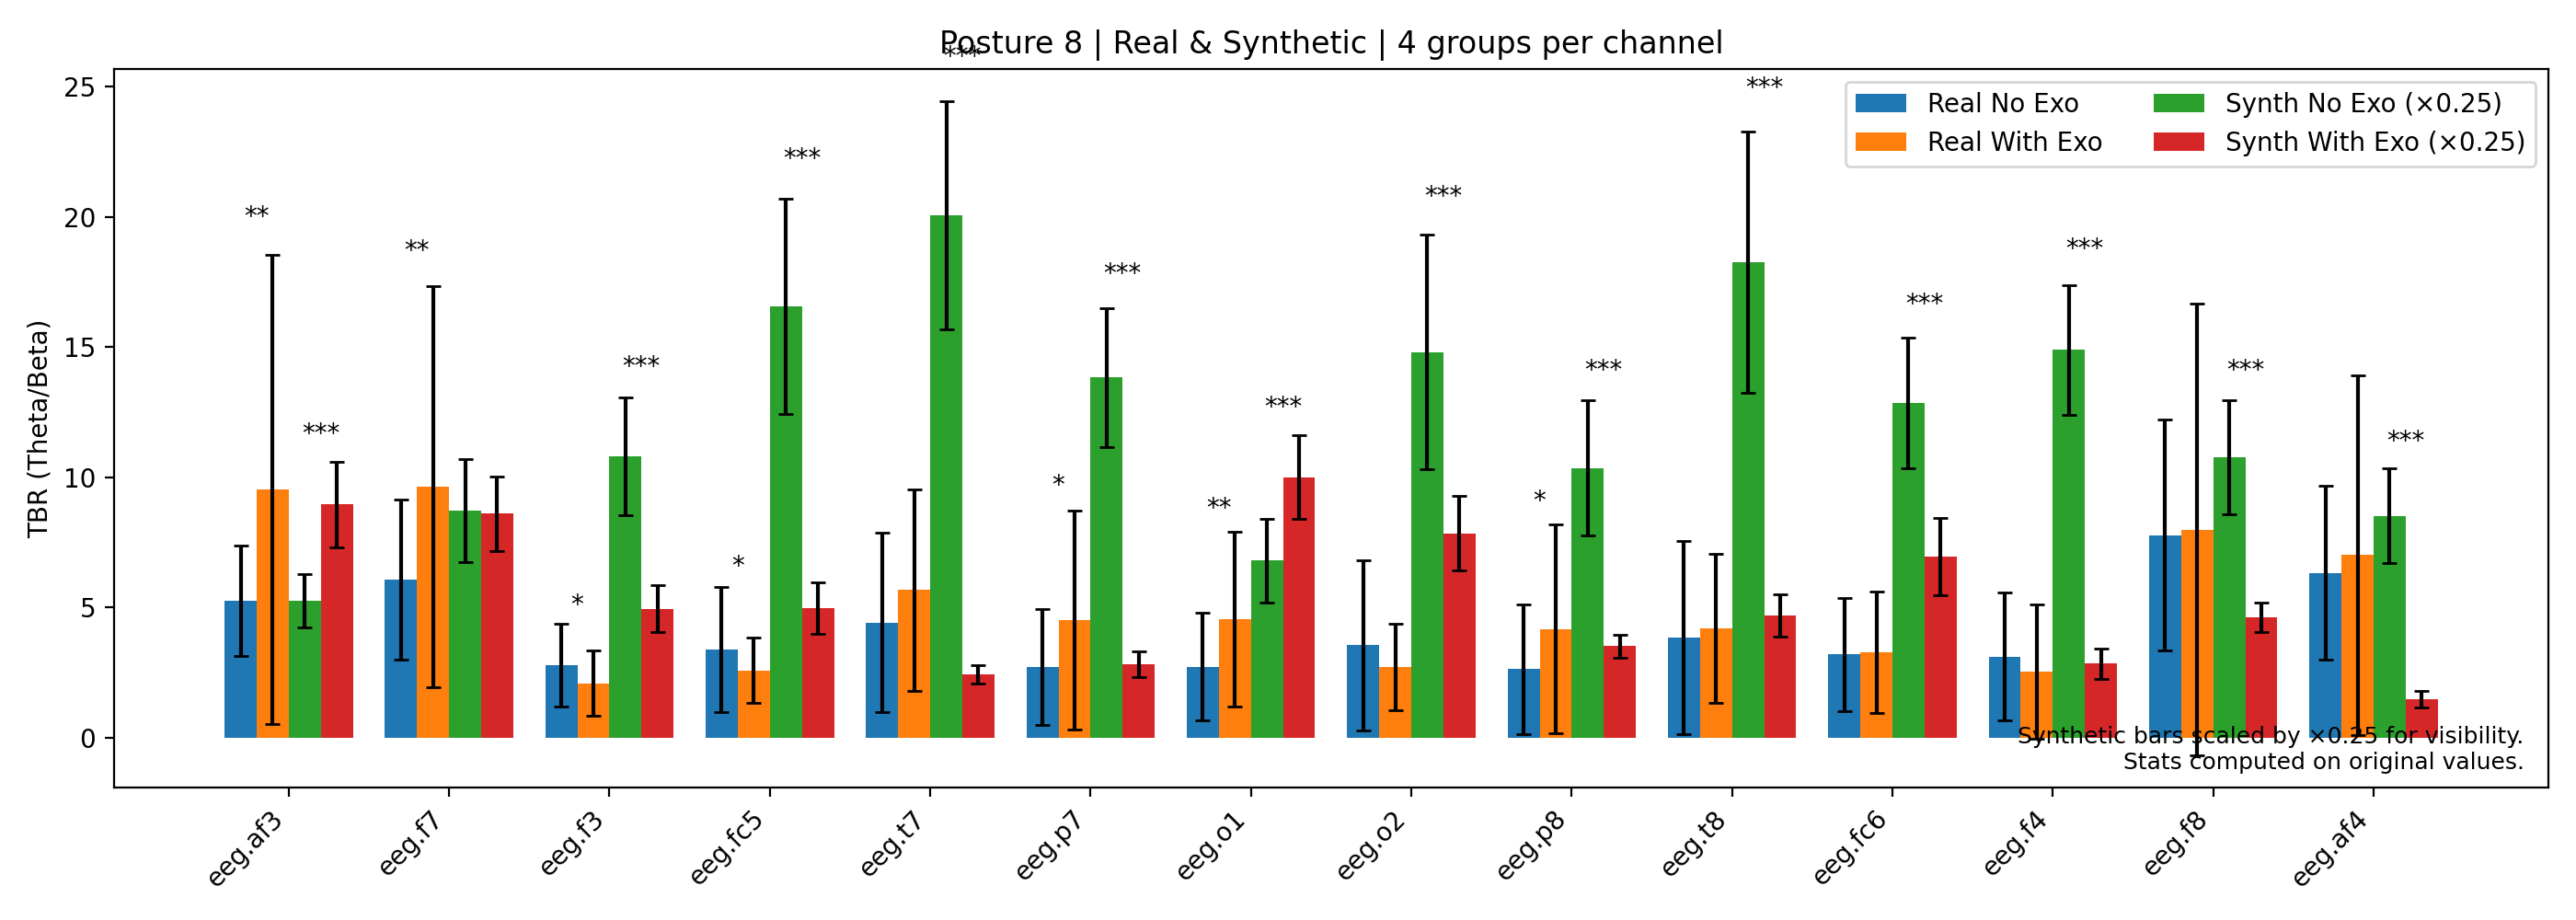 Posture 8 | Real & Synthetic | 4 groups per channel
***
Real No Exo
Real With Exo
Synth No Exo (×0.25)
Synth With Exo (×0.25)
TBR (Theta/Beta)
25
20
15
10
5
0
**
***
**
*
***
*
***
*
***
**
***
***
*
***
***
***
***
***
***
Synthetic bars scaled by ×0.25 for visibility.
Stats computed on original values.
eeg.af3
eeg.f7
eeg.f3
eeg.fc5
eeg.t7
eeg.p7
eeg.o1
eeg.o2
eeg.p8
eeg.t8
eeg.fc6
eeg.f4
eeg.f8
eeg.af4